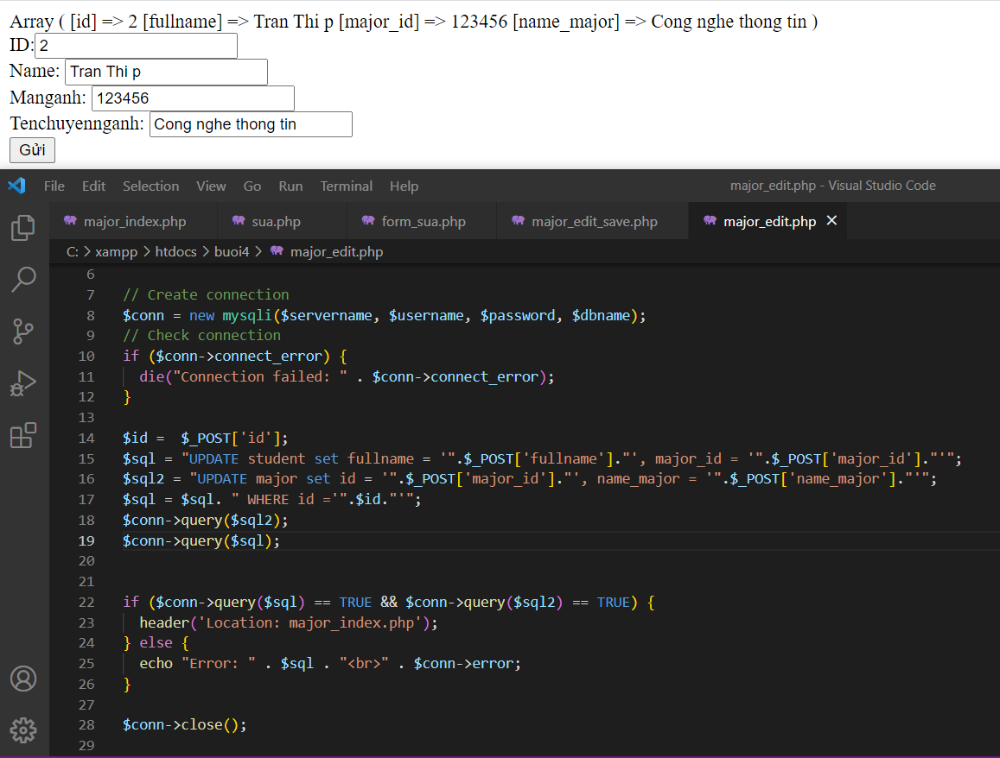 Array ( [id] => 2 [fullname] => Tran Thi p [major_id] => 123456 [name_major] => Cong nghe thong tin )
ID: 2
Name: Tran Thi p
Manganh: 123456
Tenchuyennganh: Cong nghe thong tin
Gửi
File Edit Selection View Go Run Terminal Help major_edit.php - Visual Studio Code
major_index.php sua.php form_sua.php major_edit_save.php major_edit.php
C: > xampp > htdocs > buoi4 > major_edit.php
6
7 // Create connection
8 $conn = new mysqli($servername, $username, $password, $dbname);
9 // Check connection
10 if ($conn->connect_error) {
11 die("Connection failed: " . $conn->connect_error);
12 }
13
14 $id =  $_POST['id'];
15 $sql = "UPDATE student set fullname = '".$_POST['fullname']."', major_id = '".$_POST['major_id']."'";
16 $sql2 = "UPDATE major set id = '".$_POST['major_id']."', name_major = '".$_POST['name_major']."'";
17 $sql = $sql. " WHERE id ='".$id."'";
18 $conn->query($sql2);
19 $conn->query($sql);
20
21
22 if ($conn->query($sql) == TRUE && $conn->query($sql2) == TRUE) {
23 header('Location: major_index.php');
24 } else {
25 echo "Error: " . $sql . "<br>" . $conn->error;
26 }
27
28 $conn->close();
29